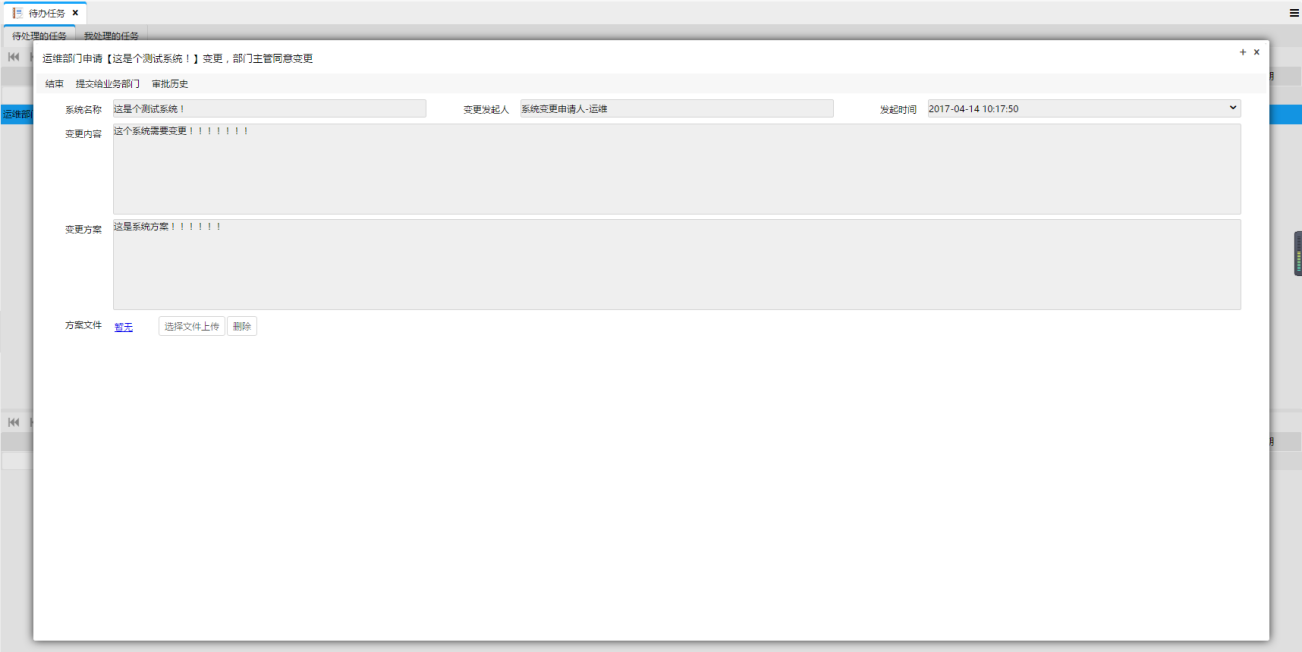 待办任务
待处理的任务 我处理的任务
运维部门申请【这是个测试系统！】变更，部门主管同意变更
结束 提交给业务部门 审批历史
系统名称 这是个测试系统！ 变更发起人 系统变更申请人-运维 发起时间 2017-04-14 10:17:50
运维部
变更内容 这个系统需要变更！！！！！！！
变更方案 这是系统方案！！！！！！
方案文件 暂无 选择文件上传 删除